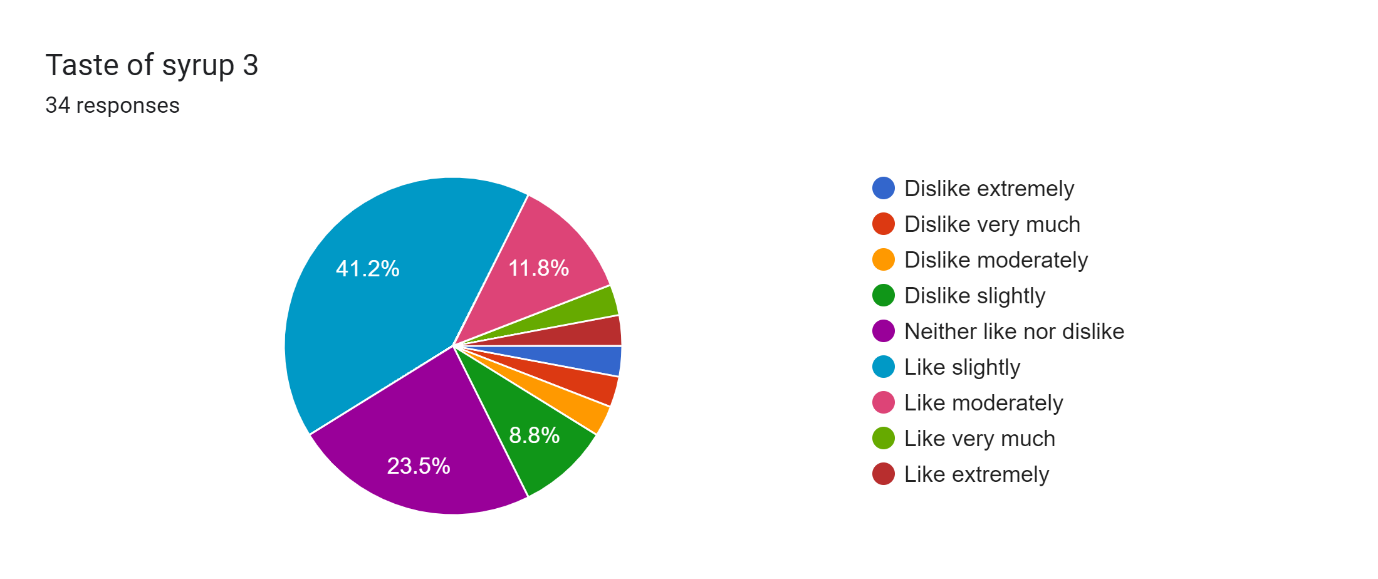 Taste of syrup 3
34 responses
41.2%
11.8%
8.8%
23.5%
Dislike extremely
Dislike very much
Dislike moderately
Dislike slightly
Neither like nor dislike
Like slightly
Like moderately
Like very much
Like extremely